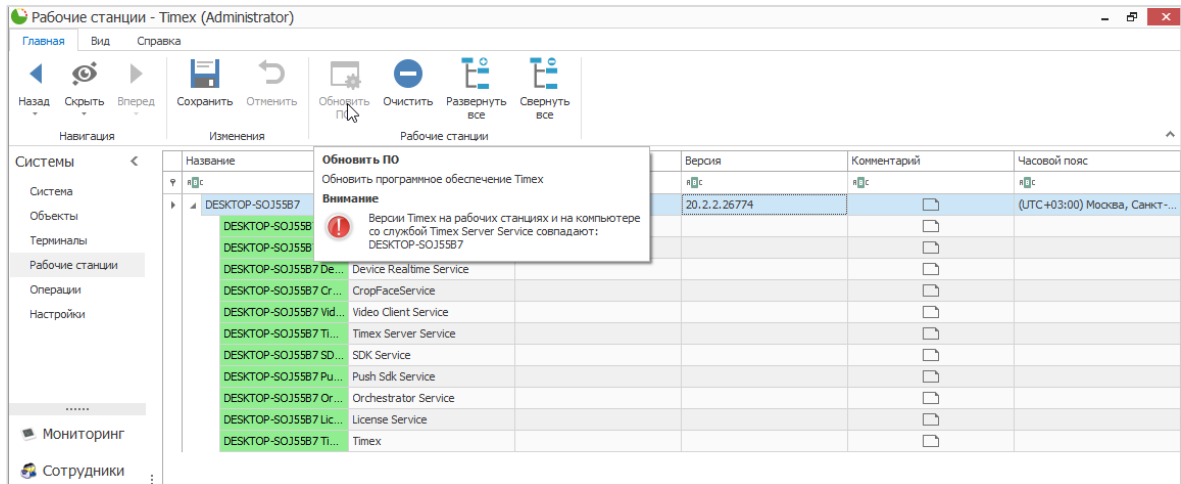 Рабочие станции - Timex (Administrator)
Главная Вид Справка
Назад Скрыть Вперед Сохранить Отменить Обновить ПО Очистить Развернуть все Свернуть все
Навигация Изменения Рабочие станции
Системы
Система
Объекты
Терминалы
Рабочие станции
Операции
Настройки
Мониторинг
Сотрудники
Название Версия Комментарий Часовой пояс
DESKTOP-SOJ55B7 20.2.2.26774 (UTC+03:00) Москва, Санкт-...
Обновить ПО
Обновить программное обеспечение Timex
Внимание
Версии Timex на рабочих станциях и на компьютере
со службой Timex Server Service совпадают:
DESKTOP-SOJ55B7
DESKTOP-SOJ55B
DESKTOP-SOJ55B
DESKTOP-SOJ55B7 De... Device Realtime Service
DESKTOP-SOJ55B7 Cr... CropFaceService
DESKTOP-SOJ55B7 Vid... Video Client Service
DESKTOP-SOJ55B7 Ti... Timex Server Service
DESKTOP-SOJ55B7 SD... SDK Service
DESKTOP-SOJ55B7 Pu... Push Sdk Service
DESKTOP-SOJ55B7 Or... Orchestrator Service
DESKTOP-SOJ55B7 Lic... License Service
DESKTOP-SOJ55B7 Ti... Timex